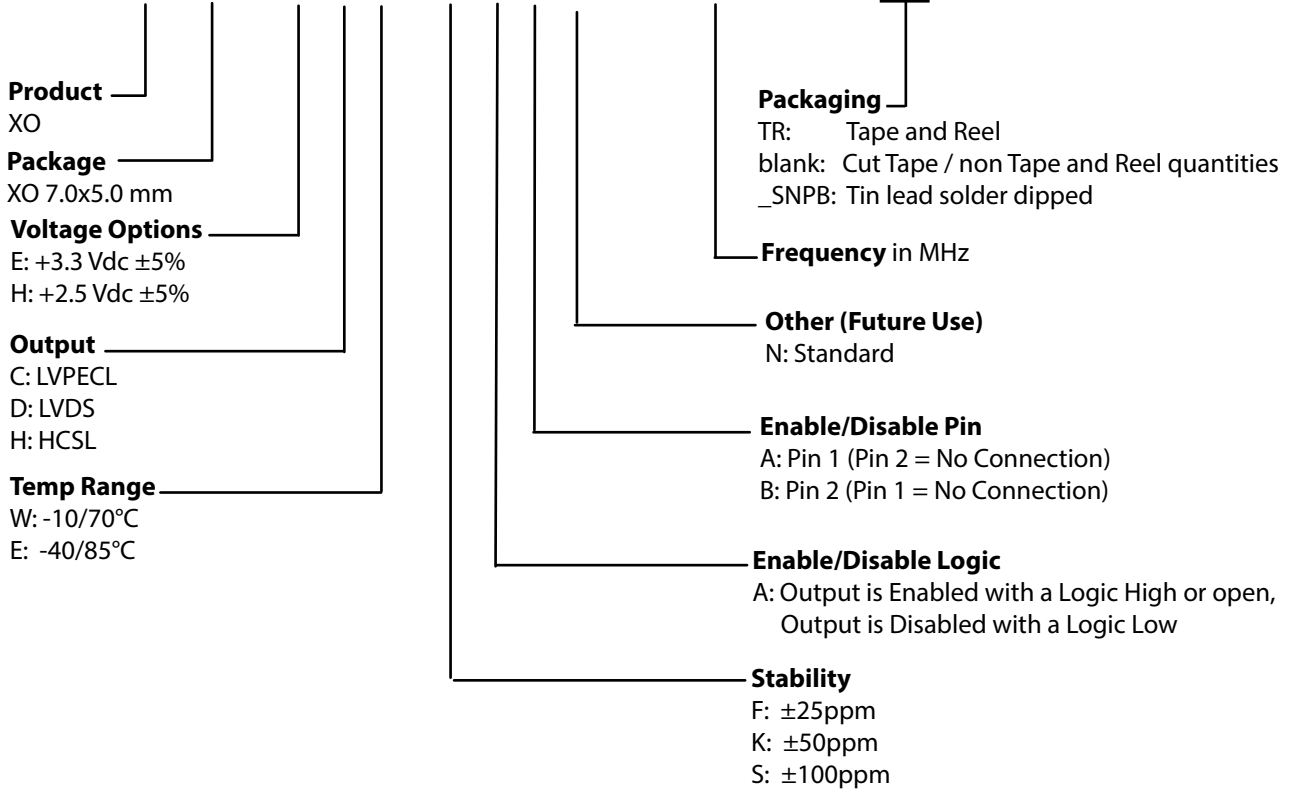 Product
XO
Package
XO 7.0x5.0 mm
Voltage Options
E: +3.3 Vdc ±5%
H: +2.5 Vdc ±5%
Output
C: LVPECL
D: LVDS
H: HCSL
Temp Range
W: -10/70°C
E: -40/85°C
Packaging
TR: Tape and Reel
blank: Cut Tape / non Tape and Reel quantities
_SNPB: Tin lead solder dipped
Frequency in MHz
Other (Future Use)
N: Standard
Enable/Disable Pin
A: Pin 1 (Pin 2 = No Connection)
B: Pin 2 (Pin 1 = No Connection)
Enable/Disable Logic
A: Output is Enabled with a Logic High or open,
Output is Disabled with a Logic Low
Stability
F: ±25ppm
K: ±50ppm
S: ±100ppm